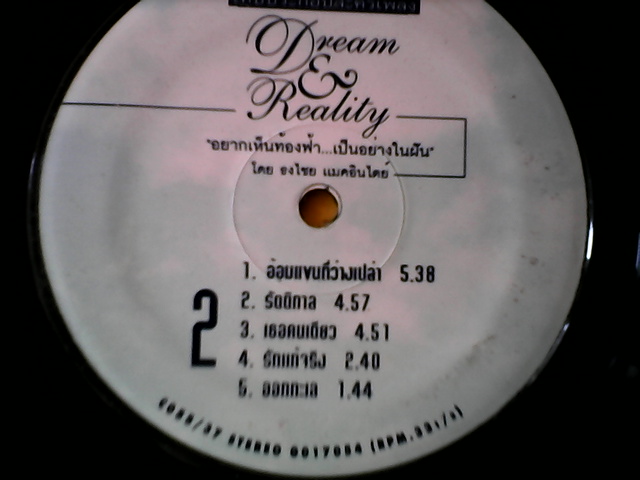 Dream
&
Reality
"อยากเห็นท้องฟ้า...เป็นอย่างในฝัน"
โดย ธงไชย แมคอินไตย์
2
1. อ้อมแขนที่ว่างเปล่า 5.38
2. รัตติกาล 4.57
3. เธอคนเดียว 4.51
4. รักแท้จริง 2.40
5. ออกทะเล 1.44
STEREO 0017004 (RPM.33